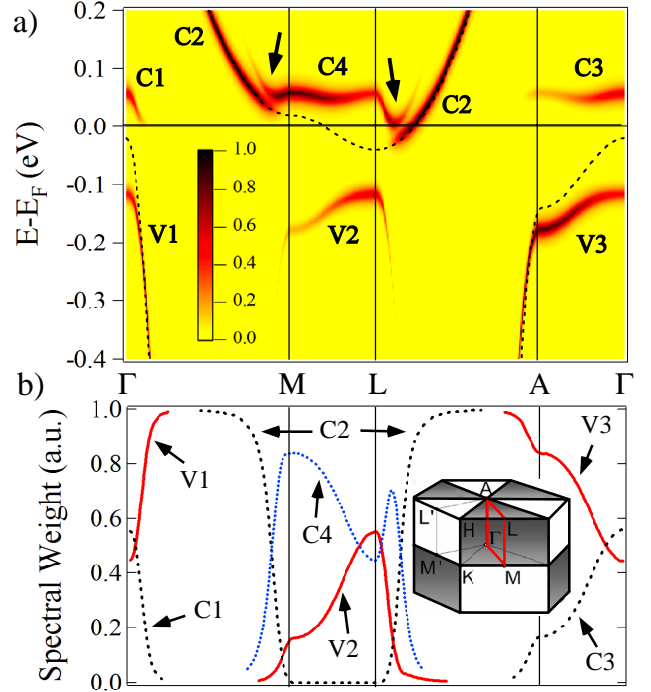 a)
0.2
0.1
0.0
-0.1
-0.2
-0.3
-0.4
E-E_F (eV)
C2
C1
C4
C3
C2
V1
V2
V3
1.0
0.8
0.6
0.4
0.2
0.0
Γ M L A Γ
b)
1.0
0.8
0.6
0.4
0.2
0.0
Spectral Weight (a.u.)
V1
C2
V3
C4
C1
V2
C3
A
L'
H
L
Γ
M'
K
M